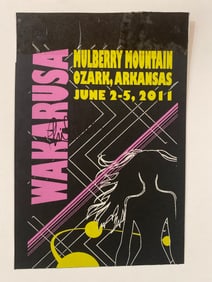 WAKARUSA
MULBERRY MOUNTAIN
OZARK, ARKANSAS
JUNE 2-5, 2011